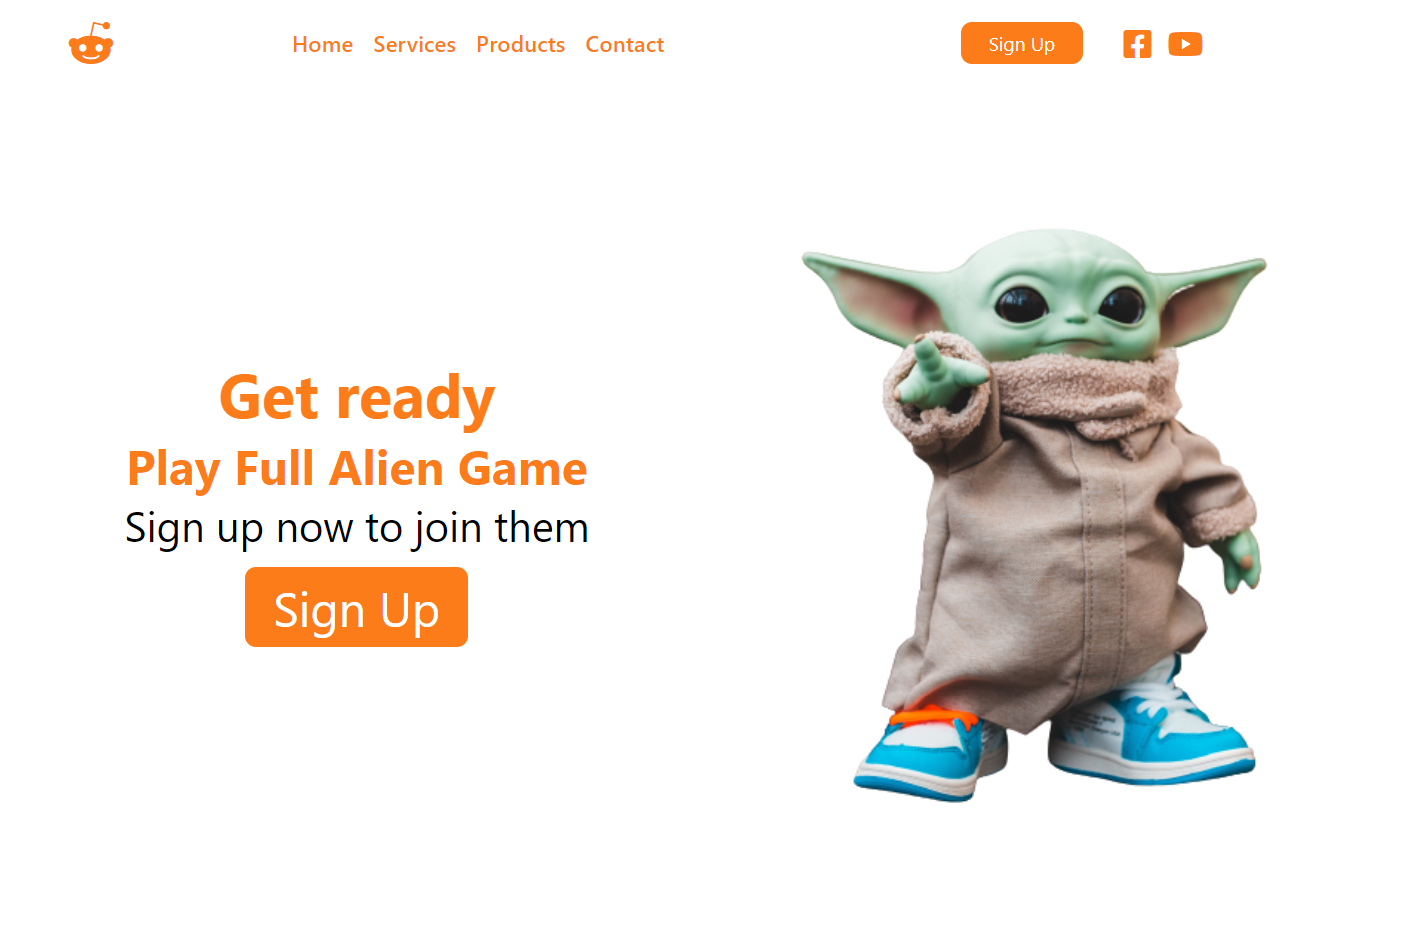 Home Services Products Contact Sign Up
Get ready
Play Full Alien Game
Sign up now to join them
Sign Up